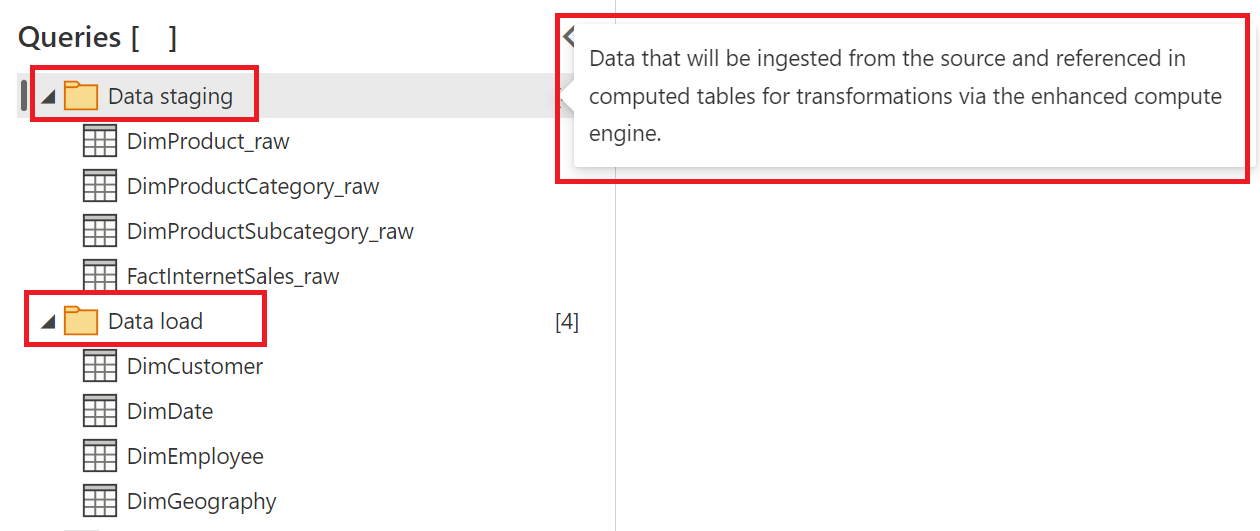 Queries [ ]
Data that will be ingested from the source and referenced in
computed tables for transformations via the enhanced compute
engine.
Data staging
DimProduct_raw
DimProductCategory_raw
DimProductSubcategory_raw
FactInternetSales_raw
Data load [4]
DimCustomer
DimDate
DimEmployee
DimGeography